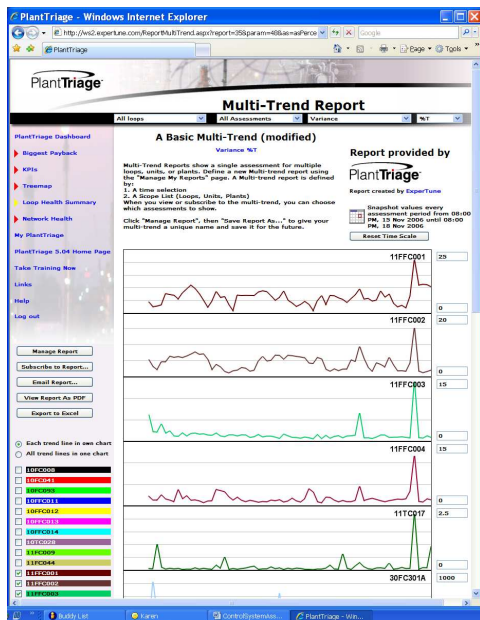 PlantTriage - Windows Internet Explorer
http://ws2.expertune.com/ReportMultiTrend.aspx?report=35&param=48&as=asPerce
Google
PlantTriage
Page
Tools
PlantTriage
Multi-Trend Report
All loops
All Assessments
Variance
%T
PlantTriage Dashboard
Biggest Payback
KPIs
Treemap
Loop Health Summary
Network Health
My PlantTriage
PlantTriage 5.04 Home Page
Take Training Now
Links
Help
Log out
Manage Report
Subscribe to Report...
Email Report...
View Report As PDF
Export to Excel
Each trend line in own chart
All trend lines in one chart
10FC008
10FC041
10FC093
10FFC011
10FFC012
10FFC013
10FFC014
10TC028
11FC009
11FC044
11FFC001
11FFC002
11FFC003
A Basic Multi-Trend (modified)
Variance %T
Multi-Trend Reports show a single assessment for multiple
loops, units, or plants. Define a new Multi-trend report using
the "Manage My Reports" page. A Multi-trend report is defined
by:
1. A time selection
2. A Scope List (Loops, Units, Plants)
When you view or subscribe to the multi-trend, you can choose
which assessments to show.
Click "Manage Report", then "Save Report As..." to give your
multi-trend a unique name and save it for the future.
Report provided
by
PlantTriage
Report created by ExperTune
Snapshot values every
assessment period from 08:00
PM, 15 Nov 2006 until 08:00
PM, 18 Nov 2006
Reset Time Scale
11FFC001
25
0
11FFC002
20
0
11FFC003
15
0
11FFC004
15
0
11TC017
2.5
0
30FC301A
1000
Buddy List
Karen
ControlSystemAss...
PlantTriage - Win...